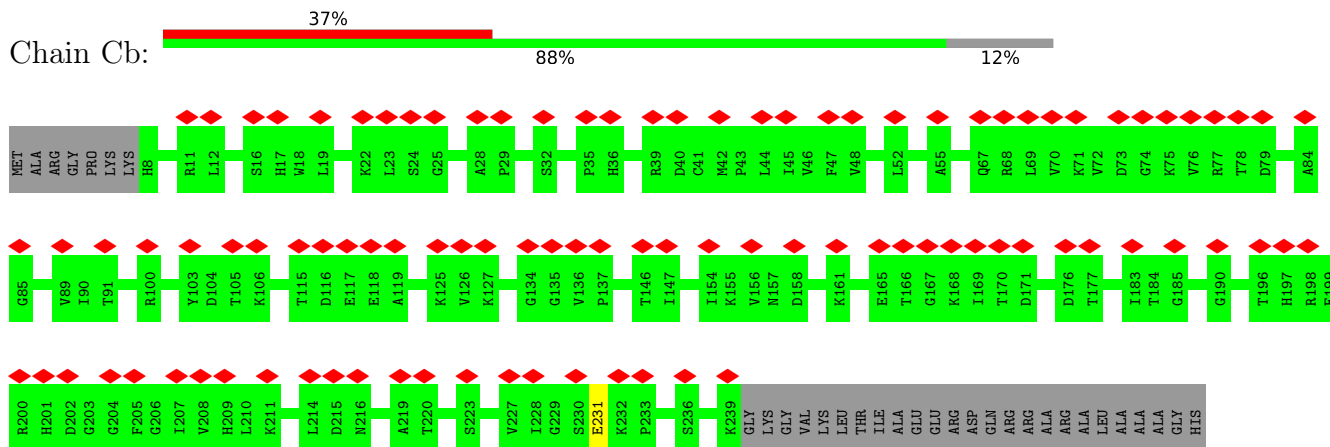 37%
Chain Cb:
88%
12%
MET ALA ARG GLY PRO LYS LYS H8 R11 L12 S16 H17 W18 L19 K22 L23 S24 G25 A28 P29 S32 P35 H36 R39 D40 C41 M42 P43 L44 I45 V46 F47 V48 L52 A55 Q67 R68 L69 V70 K71 V72 D73 G74 K75 V76 R77 T78 D79 A84
G85 V89 I90 T91 R100 Y103 D104 T105 K106 T115 D116 E117 E118 A119 K125 V126 K127 G134 G135 V136 P137 T146 I147 I154 K155 V156 N157 D158 K161 E165 T166 G167 K168 I169 T170 D171 D176 T177 I183 T184 G185 G190 T196 H197 R198 E199
R200 H201 D202 G203 G204 F205 G206 I207 V208 H209 L210 K211 L214 D215 N216 A219 T220 S223 V227 I228 G229 S230 E231 K232 P233 S236 K239 GLY LYS GLY VAL LYS LEU THR ILE ALA GLU GLU ARG ASP GLN ARG ARG ALA ARG ALA LEU ALA ALA ALA GLY HIS